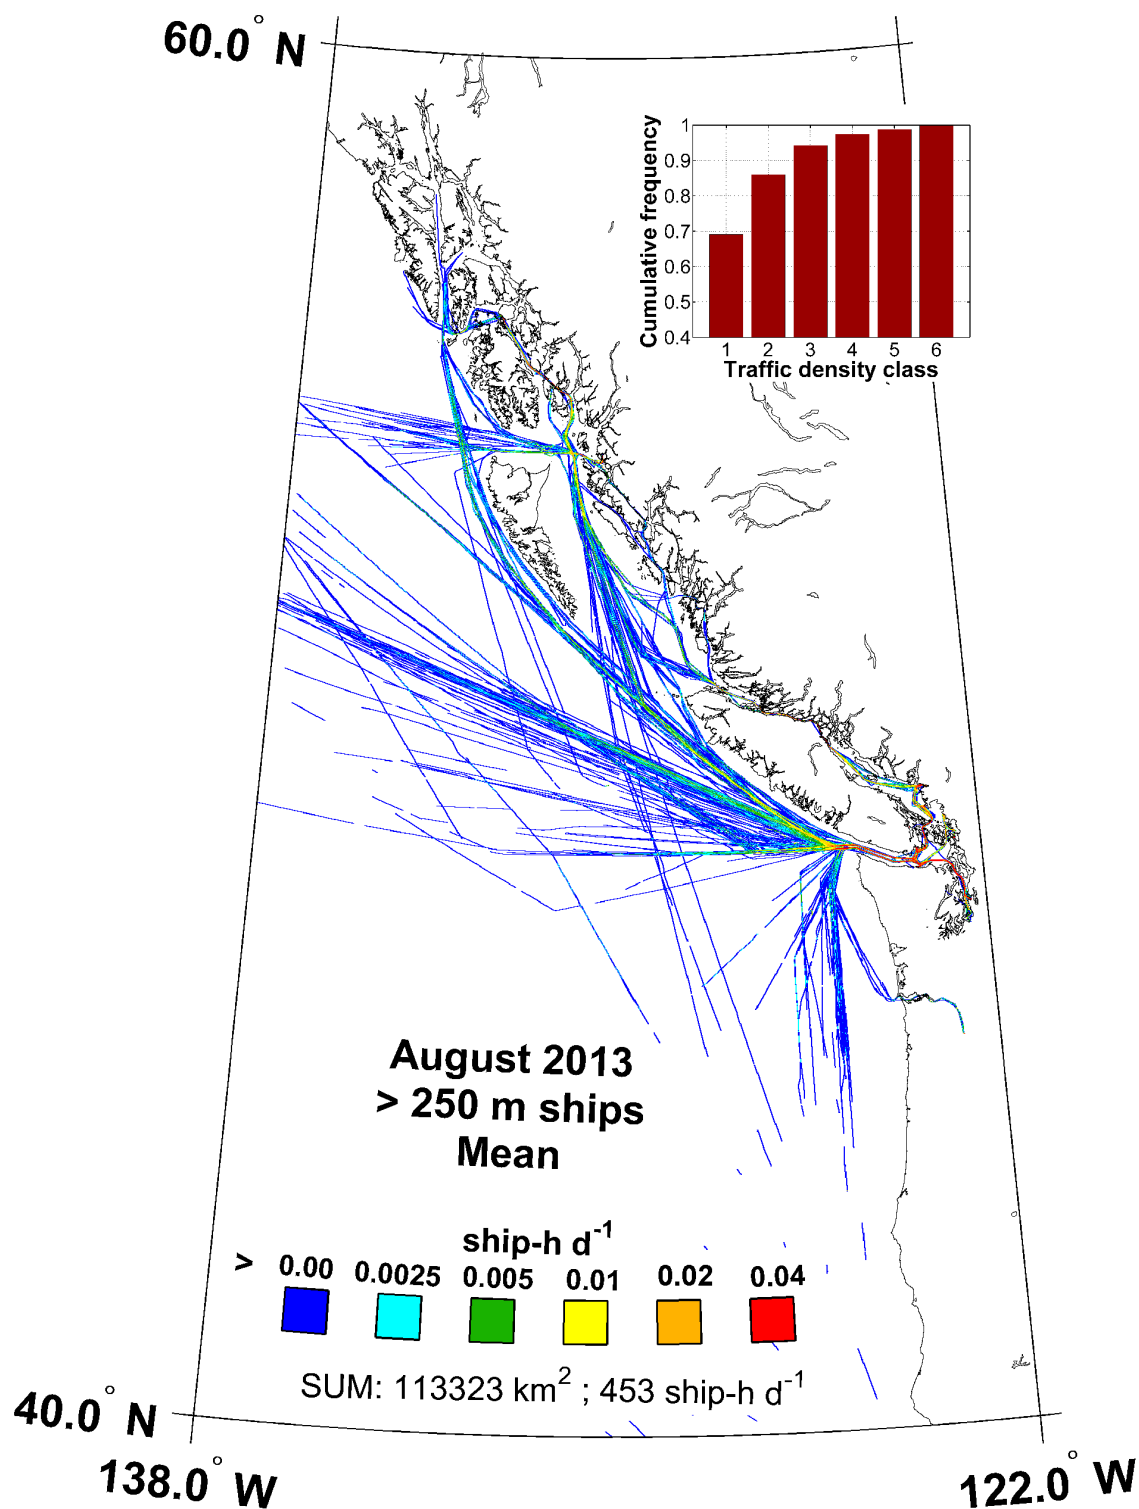 60.0° N
Cumulative frequency
1
0.9
0.8
0.7
0.6
0.5
0.4
1 2 3 4 5 6
Traffic density class
August 2013
> 250 m ships
Mean
ship-h d⁻¹
> 0.00 0.0025 0.005 0.01 0.02 0.04
SUM: 113323 km² ; 453 ship-h d⁻¹
40.0° N
138.0° W
122.0° W